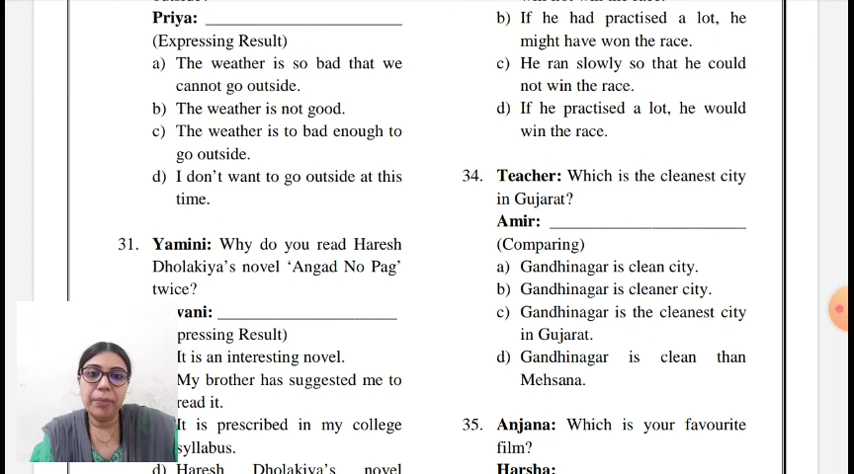 Priya:
(Expressing Result)
a) The weather is so bad that we
cannot go outside.
b) The weather is not good.
c) The weather is to bad enough to
go outside.
d) I don't want to go outside at this
time.
31. Yamini: Why do you read Haresh
Dholakiya's novel 'Angad No Pag'
twice?
vani:
pressing Result)
It is an interesting novel.
My brother has suggested me to
read it.
It is prescribed in my college
syllabus.
d) Haresh Dholakiya's novel
b) If he had practised a lot, he
might have won the race.
c) He ran slowly so that he could
not win the race.
d) If he practised a lot, he would
win the race.
34. Teacher: Which is the cleanest city
in Gujarat?
Amir:
(Comparing)
a) Gandhinagar is clean city.
b) Gandhinagar is cleaner city.
c) Gandhinagar is the cleanest city
in Gujarat.
d) Gandhinagar is clean than
Mehsana.
35. Anjana: Which is your favourite
film?
Harsha: